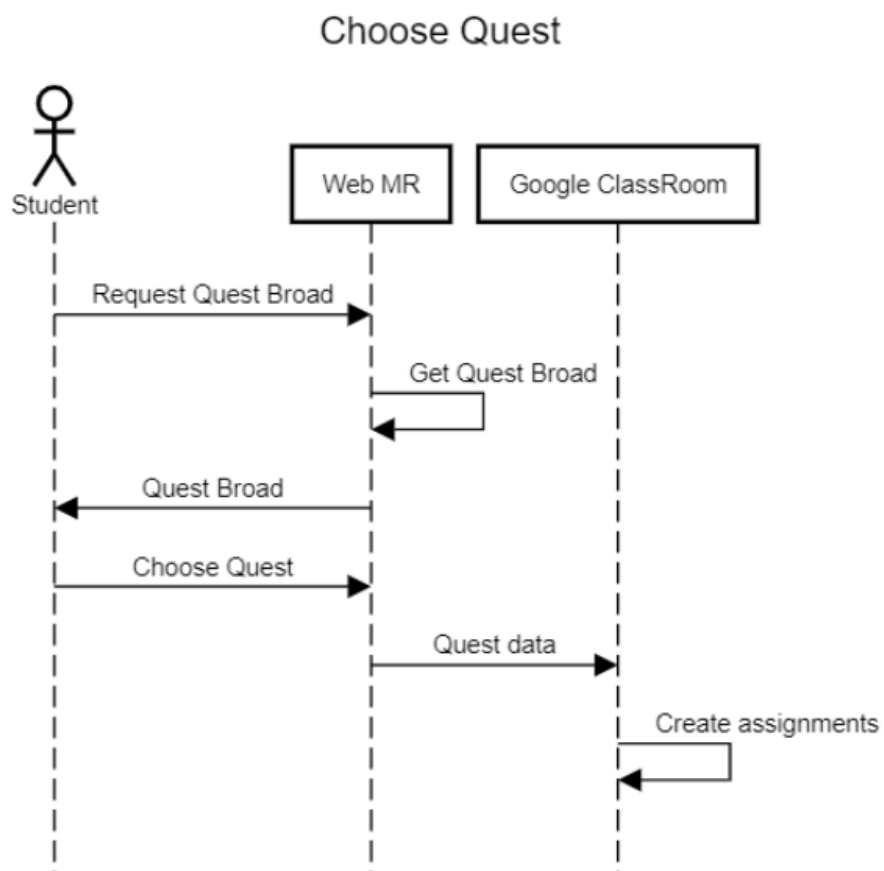 Choose Quest
Student
Web MR
Google ClassRoom
Request Quest Broad
Get Quest Broad
Quest Broad
Choose Quest
Quest data
Create assignments